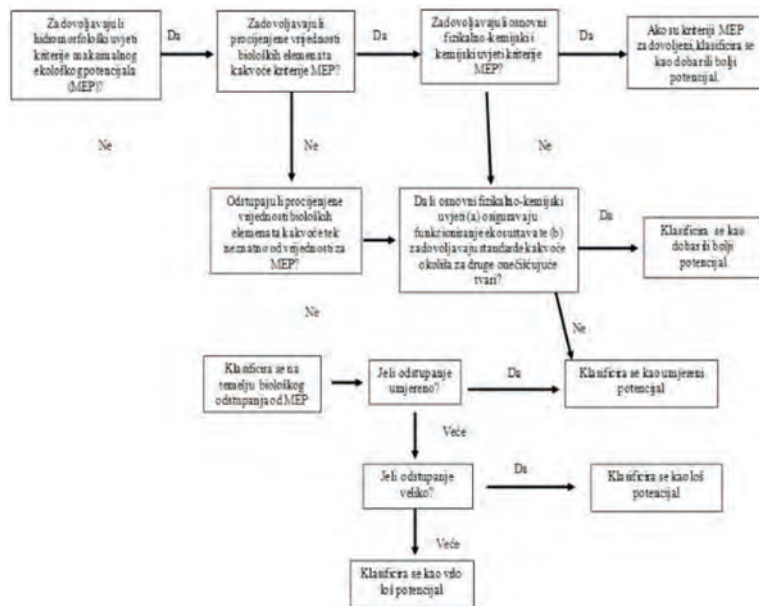 Zadovoljavaju li
hidromorfološki uvjeti
kriterije maksimalnog
ekološkog potencijala
(MEP)?
Da
Zadovoljavaju li
procijenjene vrijednosti
bioloških elemenata
kakvoće kriterije MEP?
Da
Zadovoljavaju li osnovni
fizikalno-kemijski i
kemijski uvjeti kriterije
MEP?
Da
Ako su kriteriji MEP
zadovoljeni, klasificira se
kao dobar ili bolji
potencijal.
Ne
Ne
Ne
Odstupaju li procijenjene
vrijednosti bioloških
elemenata kakvoće tek
neznatno od vrijednosti za
MEP?
Da li osnovni fizikalno-kemijski
uvjeti (a) osiguravaju
funkcioniranje ekosustava te (b)
zadovoljavaju standarde kakvoće
okoliša za druge onečišćujuće
tvari?
Da
Klasificira se kao
dobar ili bolji
potencijal
Ne
Ne
Klasificira se na
temelju biološkog
odstupanja od MEP
Je li odstupanje
umjereno?
Da
Klasificira se kao umjereni
potencijal
Veće
Je li odstupanje
veliko?
Da
Klasificira se kao loš
potencijal
Veće
Klasificira se kao vrlo
loš potencijal